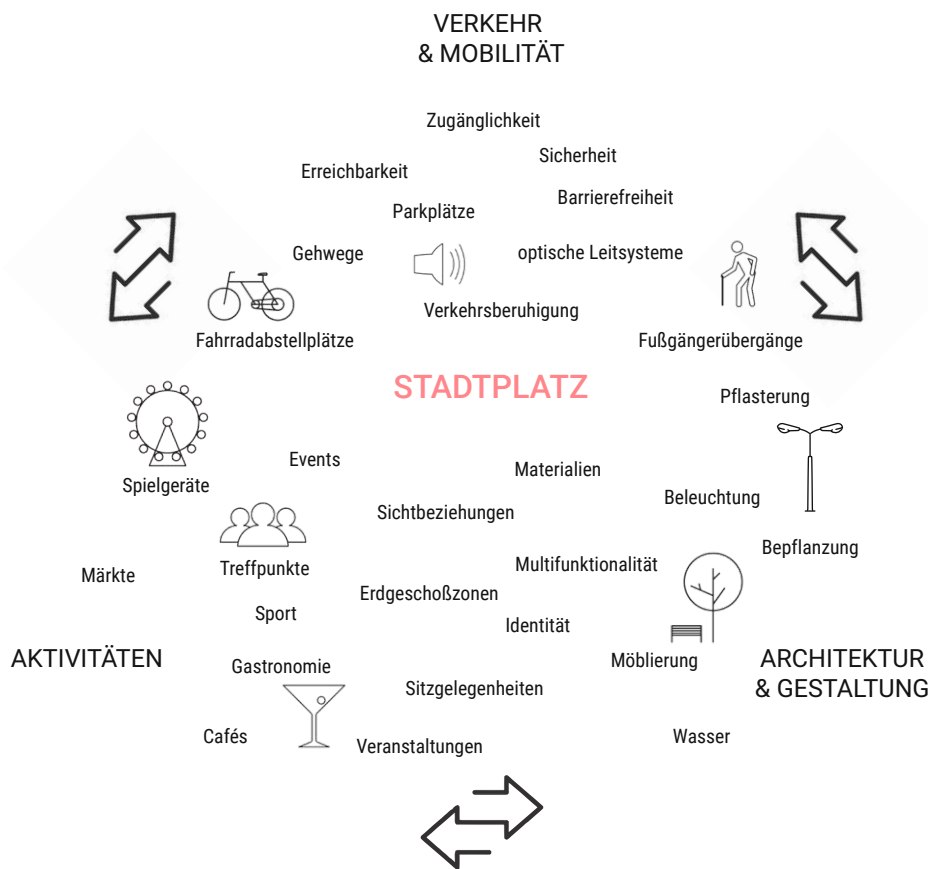 VERKEHR
& MOBILITÄT
Zugänglichkeit
Sicherheit
Erreichbarkeit
Barrierefreiheit
Parkplätze
Gehwege
optische Leitsysteme
Verkehrsberuhigung
Fahrradabstellplätze
Fußgängerübergänge
STADTPLATZ
Pflasterung
Events
Materialien
Spielgeräte
Beleuchtung
Sichtbeziehungen
Bepflanzung
Multifunktionalität
Treffpunkte
Märkte
Erdgeschoßzonen
Sport
Identität
AKTIVITÄTEN
Gastronomie
Möblierung
ARCHITEKTUR
& GESTALTUNG
Sitzgelegenheiten
Cafés
Veranstaltungen
Wasser